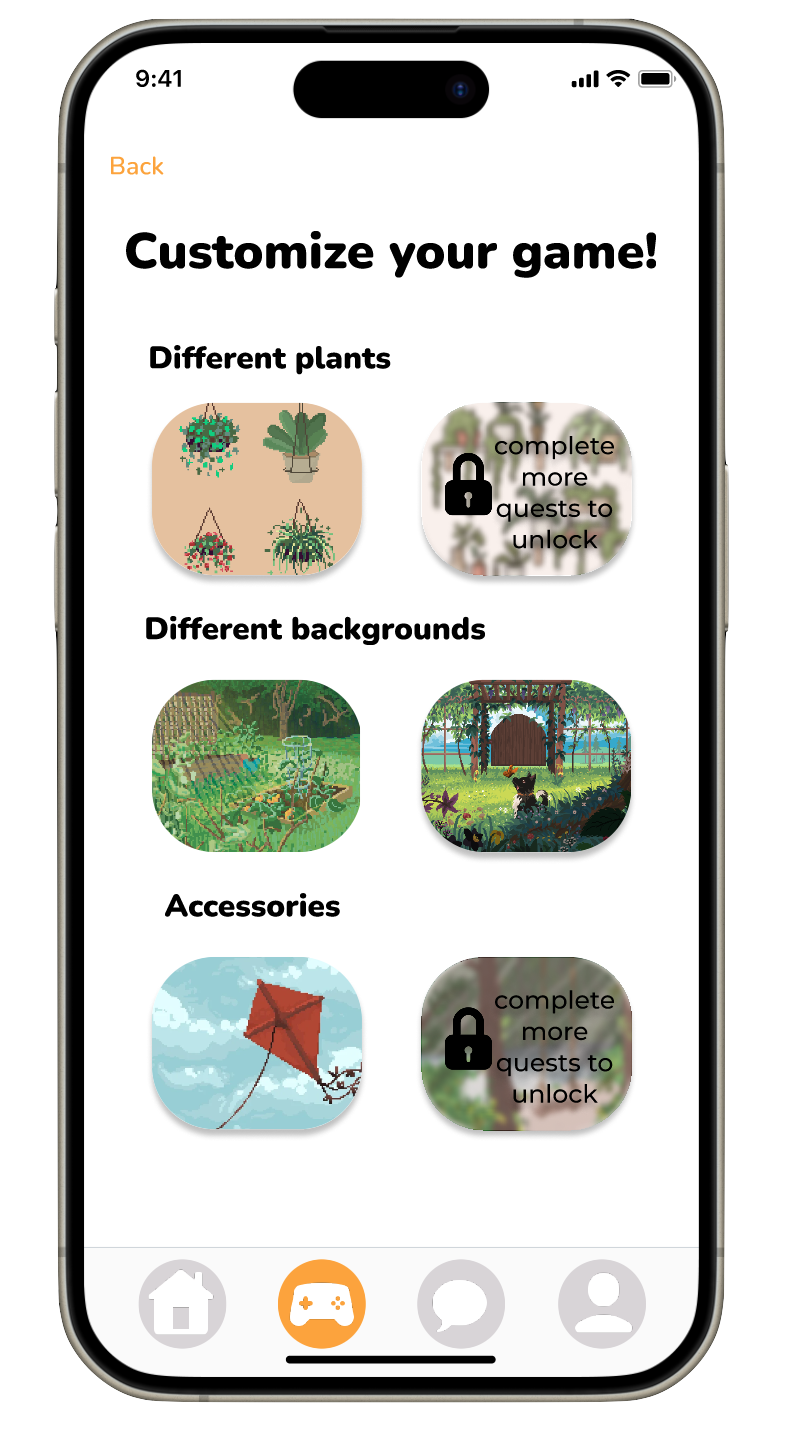 9:41
Back
Customize your game!
Different plants
complete
more
quests to
unlock
Different backgrounds
Accessories
complete
more
quests to
unlock